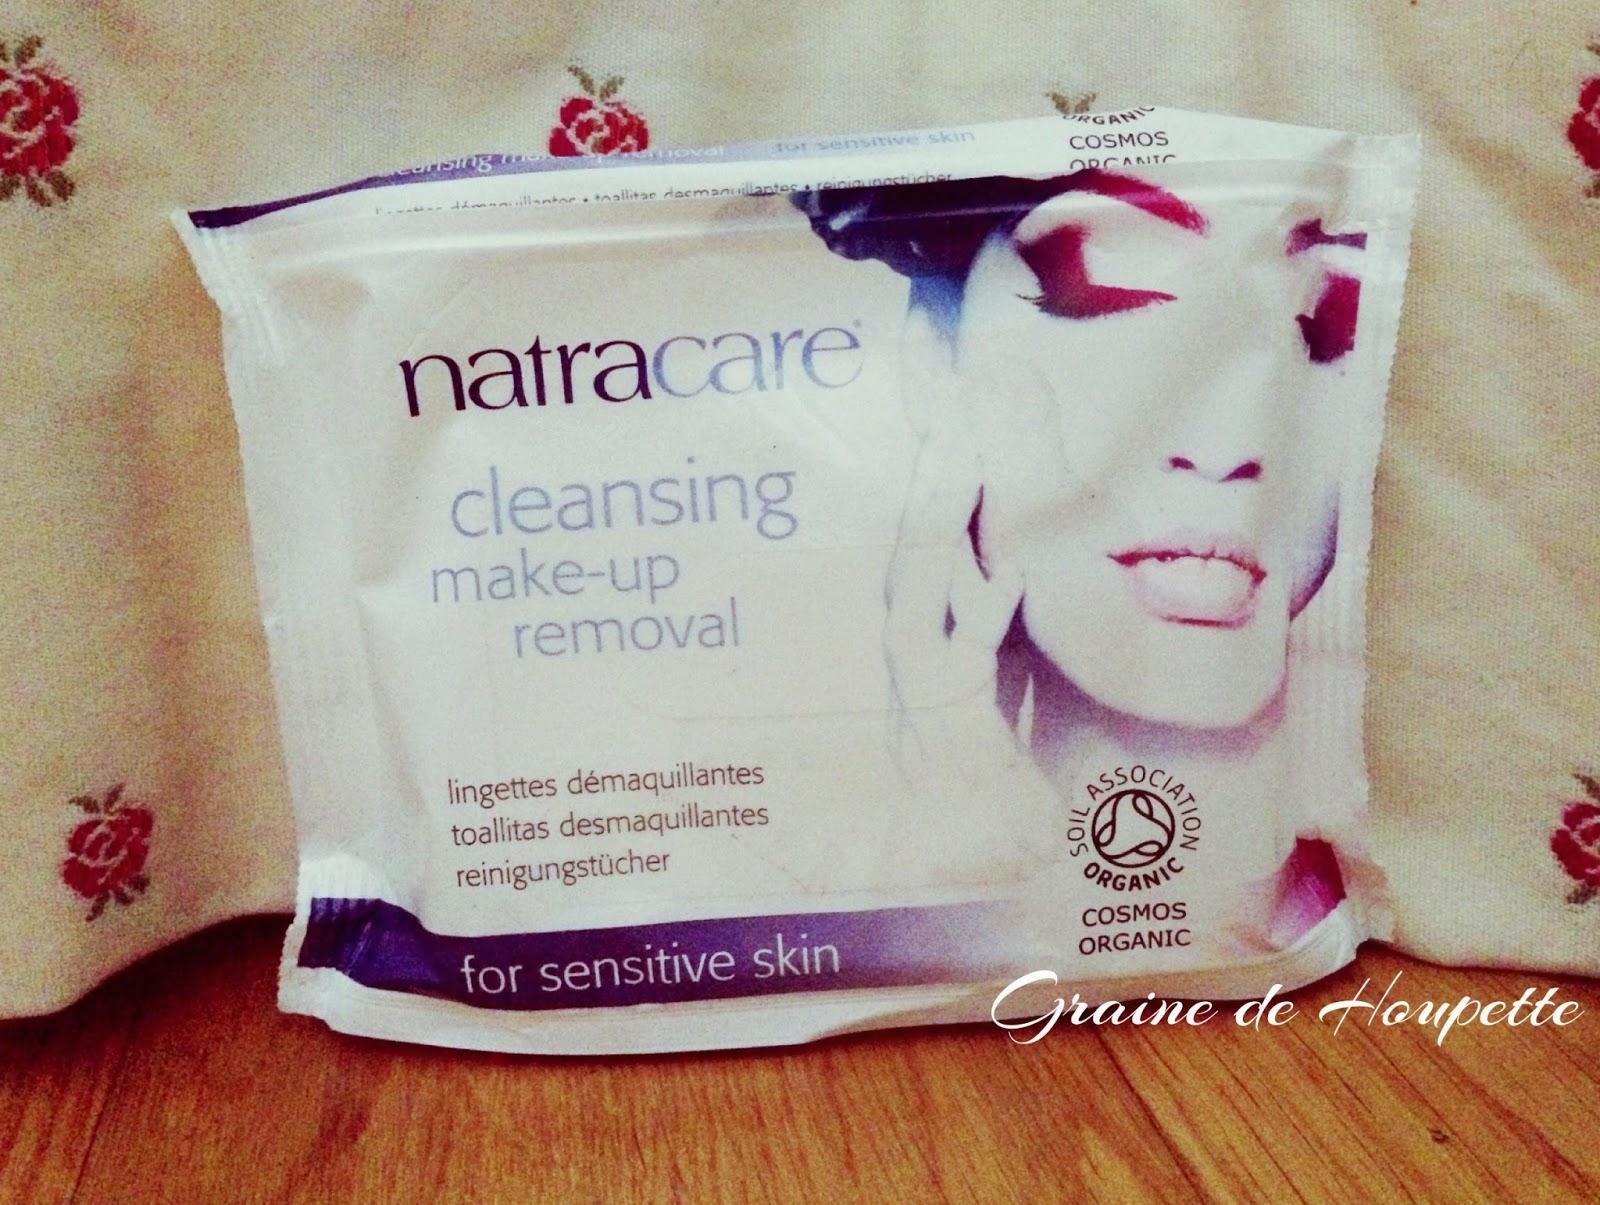 ORGANIC
COSMOS
ORGANIC
cleansing make-up removal for sensitive skin
lingettes démaquillantes • toallitas desmaquillantes • reinigungstücher
natracare®
cleansing
make-up
removal
lingettes démaquillantes
toallitas desmaquillantes
reinigungstücher
SOIL ASSOCIATION
ORGANIC
COSMOS
ORGANIC
for sensitive skin
Graine de Houpette